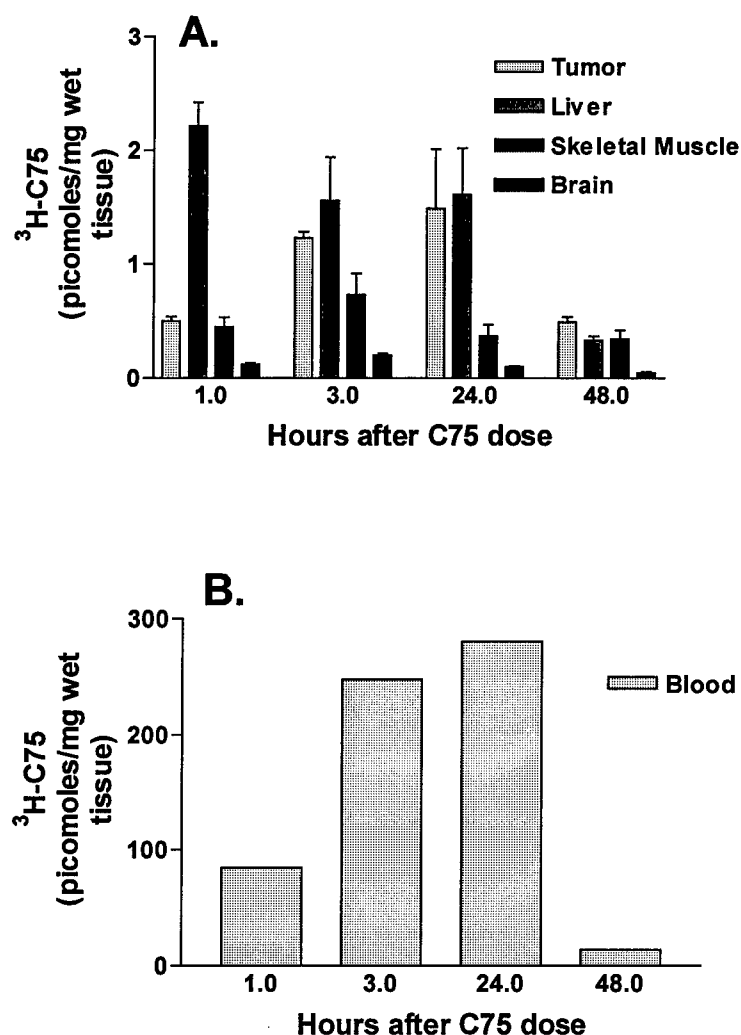 A.
3
2
1
0
³H-C75
(picomoles/mg wet
tissue)
Tumor
Liver
Skeletal Muscle
Brain
1.0 3.0 24.0 48.0
Hours after C75 dose
B.
300
200
100
0
³H-C75
(picomoles/mg wet
tissue)
Blood
1.0 3.0 24.0 48.0
Hours after C75 dose